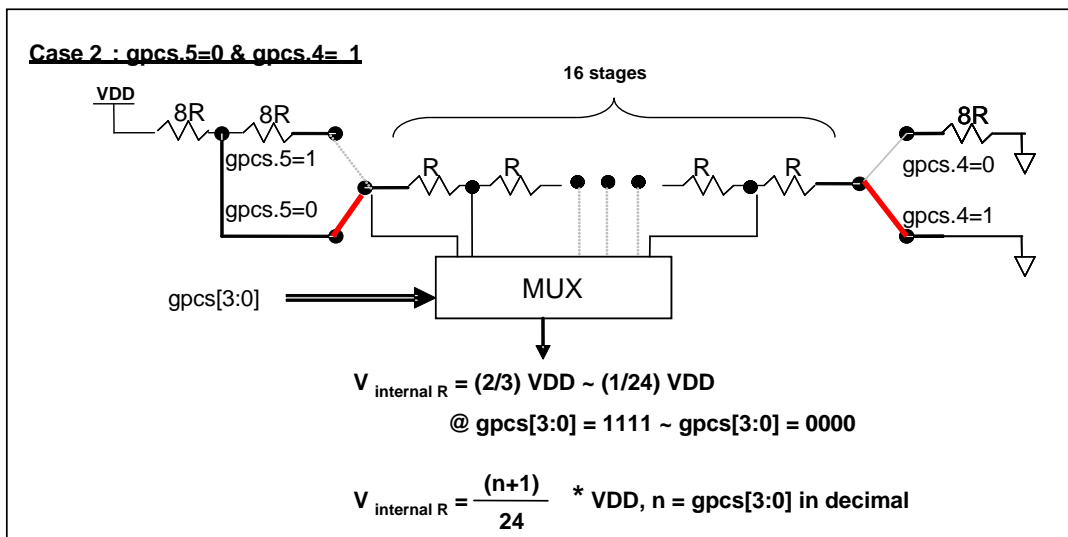 Case 2 : gpcs.5=0 & gpcs.4= 1
16 stages
VDD
8R 8R 8R
gpcs.5=1
gpcs.4=0
R R R R
gpcs.5=0
gpcs.4=1
MUX
gpcs[3:0]
V internal R = (2/3) VDD ~ (1/24) VDD
@ gpcs[3:0] = 1111 ~ gpcs[3:0] = 0000
V internal R = (n+1) / 24 * VDD, n = gpcs[3:0] in decimal